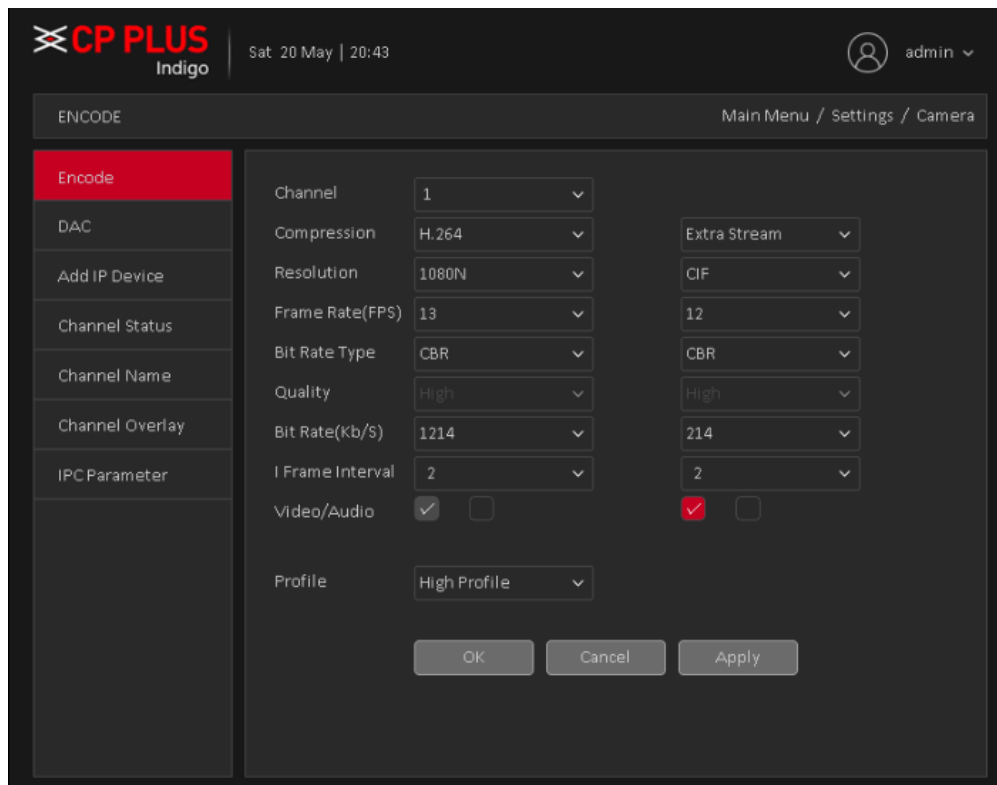 CP PLUS
Indigo
Sat 20 May | 20:43
admin
ENCODE
Main Menu / Settings / Camera
Encode
DAC
Add IP Device
Channel Status
Channel Name
Channel Overlay
IPC Parameter
Channel 1
Compression H.264 Extra Stream
Resolution 1080N CIF
Frame Rate(FPS) 13 12
Bit Rate Type CBR CBR
Quality High High
Bit Rate(Kb/S) 1214 214
I Frame Interval 2 2
Video/Audio
Profile High Profile
OK Cancel Apply